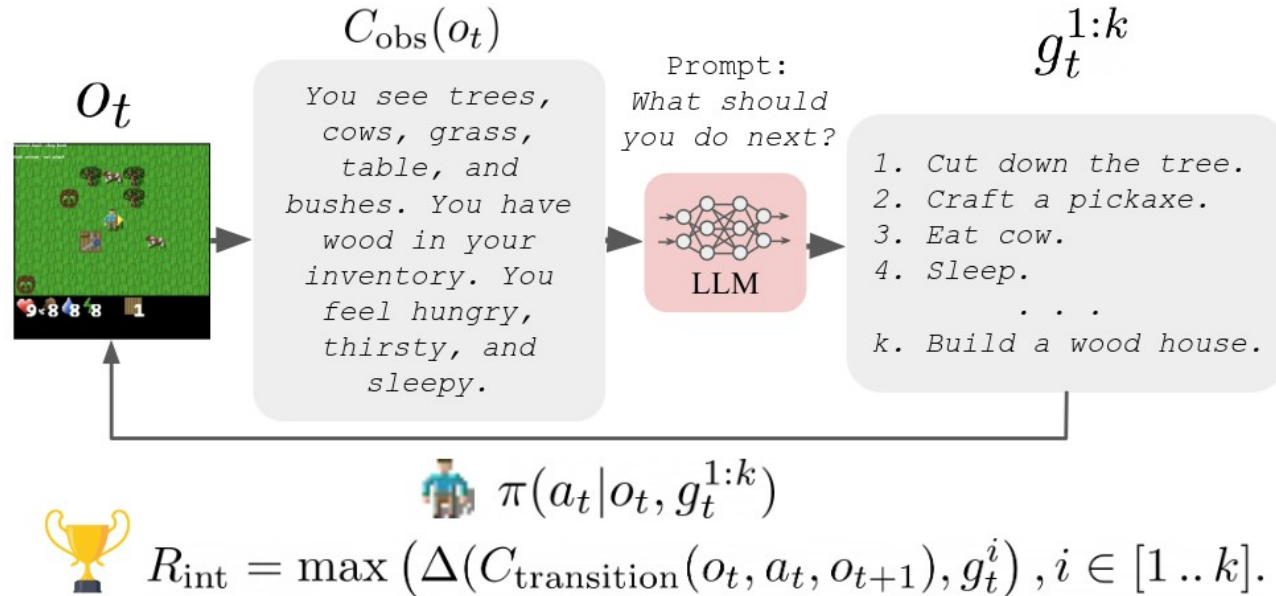 C_obs(o_t)
g_t^{1:k}
o_t
You see trees,
cows, grass,
table, and
bushes. You have
wood in your
inventory. You
feel hungry,
thirsty, and
sleepy.
Prompt:
What should
you do next?
LLM
1. Cut down the tree.
2. Craft a pickaxe.
3. Eat cow.
4. Sleep.
. . .
k. Build a wood house.
9 8 8 8 1
π(a_t|o_t, g_t^{1:k})
R_int = max (Δ(C_transition(o_t, a_t, o_{t+1}), g_t^i) , i ∈ [1 .. k].